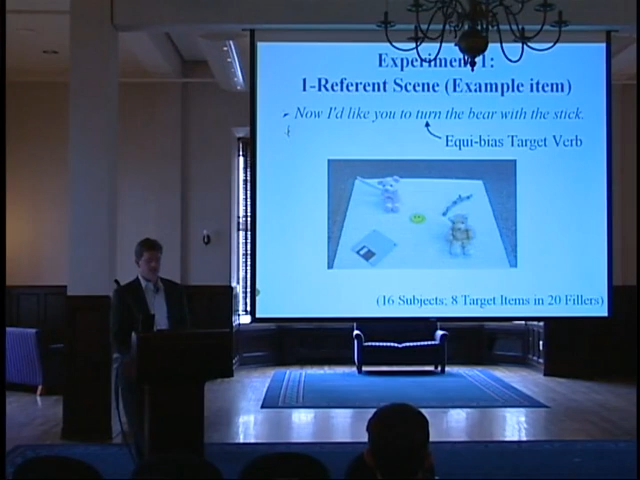 Experiment 1:
1-Referent Scene (Example item)
Now I'd like you to turn the bear with the stick.
Equi-bias Target Verb
(16 Subjects; 8 Target Items in 20 Fillers)